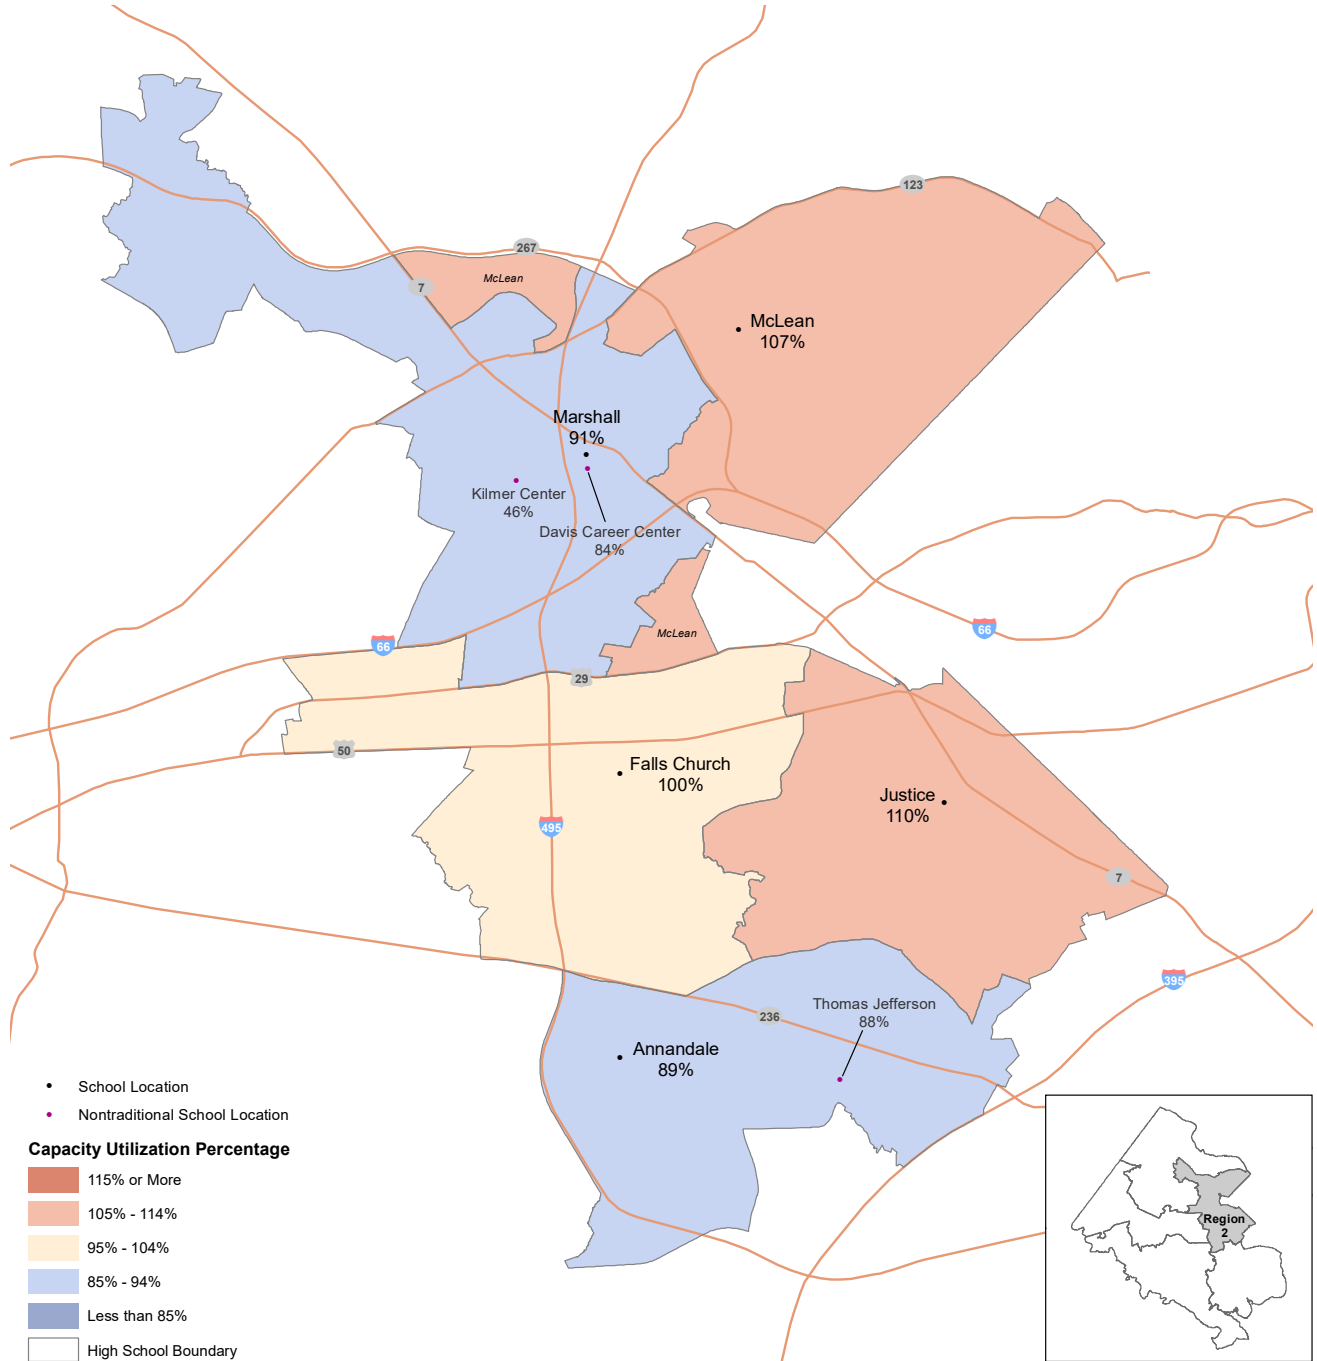 123
267
McLean
7
McLean
107%
Marshall
91%
Kilmer Center
46%
Davis Career Center
84%
McLean
66
66
29
50
Falls Church
100%
Justice
110%
495
7
395
Thomas Jefferson
88%
236
Annandale
89%
School Location
Nontraditional School Location
Capacity Utilization Percentage
115% or More
105% - 114%
95% - 104%
85% - 94%
Less than 85%
High School Boundary
Region
2